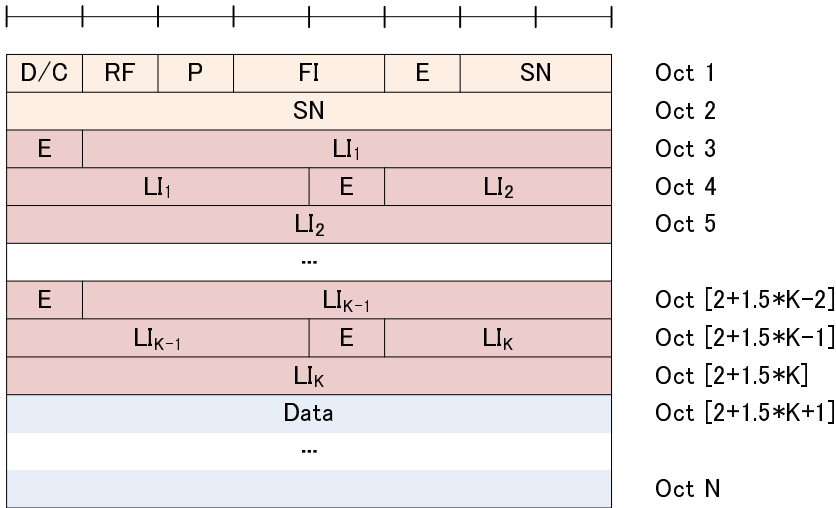 D/C RF P FI E SN Oct 1
SN Oct 2
E LI₁ Oct 3
LI₁ E LI₂ Oct 4
LI₂ Oct 5
...
E LIK-1 Oct [2+1.5*K-2]
LIK-1 E LIK Oct [2+1.5*K-1]
LIK Oct [2+1.5*K]
Data Oct [2+1.5*K+1]
...
Oct N